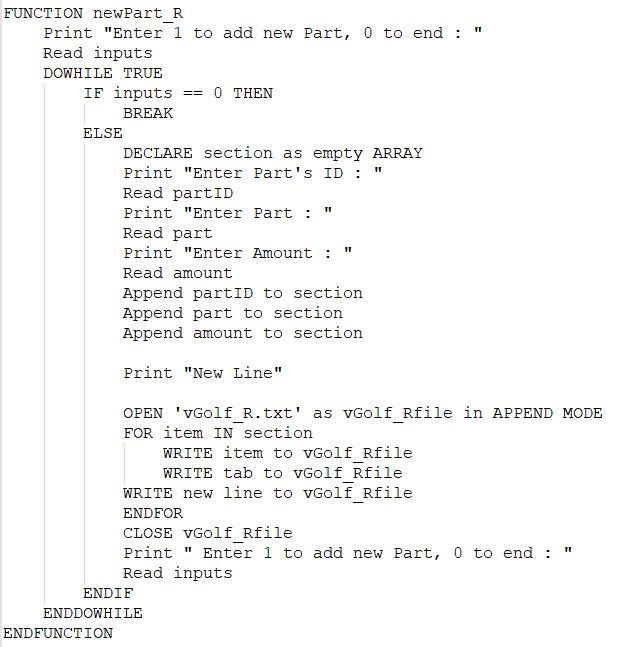 FUNCTION newPart_R
    Print "Enter 1 to add new Part, 0 to end : "
    Read inputs
    DOWHILE TRUE
        IF inputs == 0 THEN
            BREAK
        ELSE
            DECLARE section as empty ARRAY
            Print "Enter Part's ID : "
            Read partID
            Print "Enter Part : "
            Read part
            Print "Enter Amount : "
            Read amount
            Append partID to section
            Append part to section
            Append amount to section

            Print "New Line"

            OPEN 'vGolf_R.txt' as vGolf_Rfile in APPEND MODE
            FOR item IN section
                WRITE item to vGolf_Rfile
                WRITE tab to vGolf_Rfile
            WRITE new line to vGolf_Rfile
            ENDFOR
            CLOSE vGolf_Rfile
            Print " Enter 1 to add new Part, 0 to end : "
            Read inputs
        ENDIF
    ENDDOWHILE
ENDFUNCTION